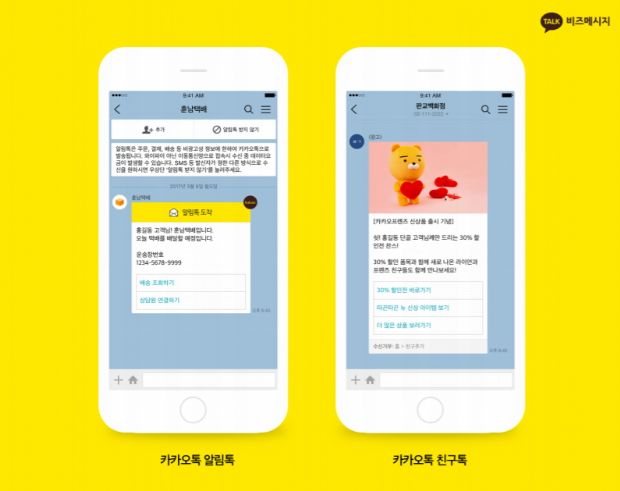 TALK 비즈메시지
9:41 AM
훈남택배
추가
알림톡 받지 않기
알림톡은 주문, 결제, 배송 등 비광고성 정보에 한하여 카카오톡으로
발송됩니다. 와이파이 아닌 이동통신망으로 접속시 수신 중 데이터요
금이 발생할 수 있습니다. SMS 등 발신자가 정한 다른 방식으로 수
신을 원하시면 우상단 '알림톡 받지 않기'를 눌러주세요.
2017년 3월 6일 월요일
훈남택배
알림톡 도착
홍길동 고객님! 훈남택배입니다.
오늘 택배를 배달할 예정입니다.
운송장번호
1234-5678-9999
배송 조회하기
상담원 연결하기
오후 9:40
카카오톡 알림톡
9:41 AM
판교백화점
02-111-2222
(광고)
[카카오프렌즈 신상품 출시 기념]
쉿! 홍길동 단골 고객님께만 드리는 30% 할
인전 찬스!
30% 할인 품목과 함께 새로 나온 라이언과
프렌즈 친구들도 함께 만나보세요!
30% 할인전 바로가기
따끈따끈 뉴 신상 아이템 보기
더 많은 상품 보러가기
수신거부: 홈 > 친구차단
카카오톡 친구톡